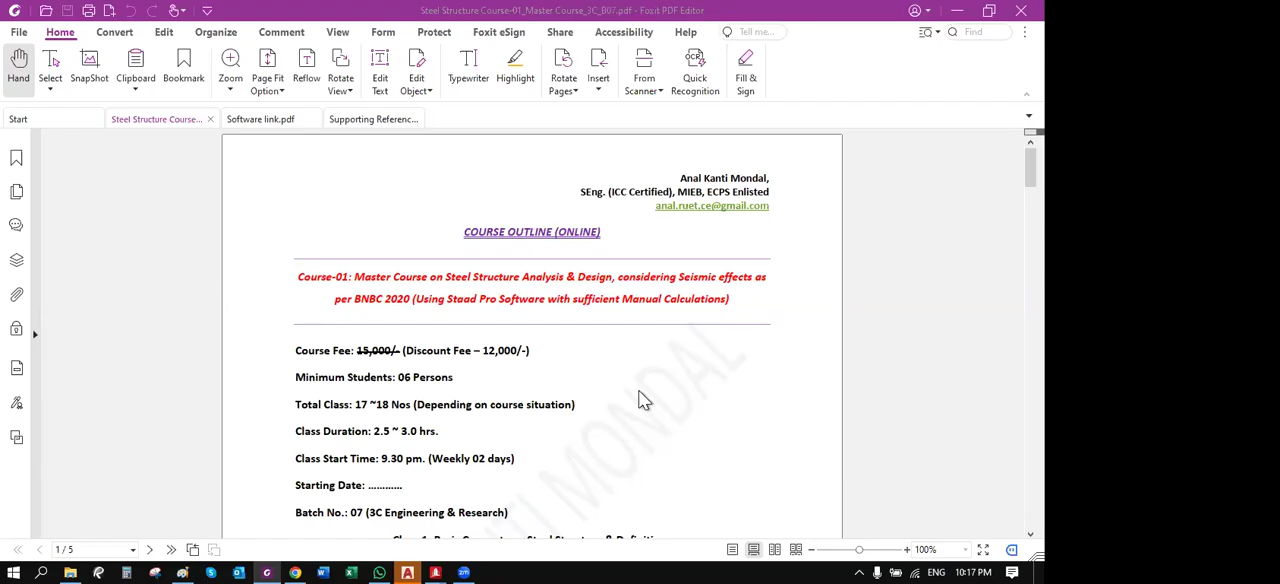 Steel Structure Course-01_Master Course_3C_B07.pdf - Foxit PDF Editor
File Home Convert Edit Organize Comment View Form Protect Foxit eSign Share Accessibility Help Tell me... Find
Hand Select SnapShot Clipboard Bookmark Zoom Page Fit Option Reflow Rotate View Edit Text Edit Object Typewriter Highlight Rotate Pages Insert From Scanner OCR Quick Recognition Fill & Sign
Start Steel Structure Course... Software link.pdf Supporting Referenc...
Anal Kanti Mondal,
SEng. (ICC Certified), MIEB, ECPS Enlisted
anal.ruet.ce@gmail.com
COURSE OUTLINE (ONLINE)
Course-01: Master Course on Steel Structure Analysis & Design, considering Seismic effects as
per BNBC 2020 (Using Staad Pro Software with sufficient Manual Calculations)
Course Fee: 15,000/- (Discount Fee – 12,000/-)
Minimum Students: 06 Persons
Total Class: 17 ~18 Nos (Depending on course situation)
Class Duration: 2.5 ~ 3.0 hrs.
Class Start Time: 9.30 pm. (Weekly 02 days)
Starting Date: ............
Batch No.: 07 (3C Engineering & Research)
1 / 5 100%
ENG 10:17 PM